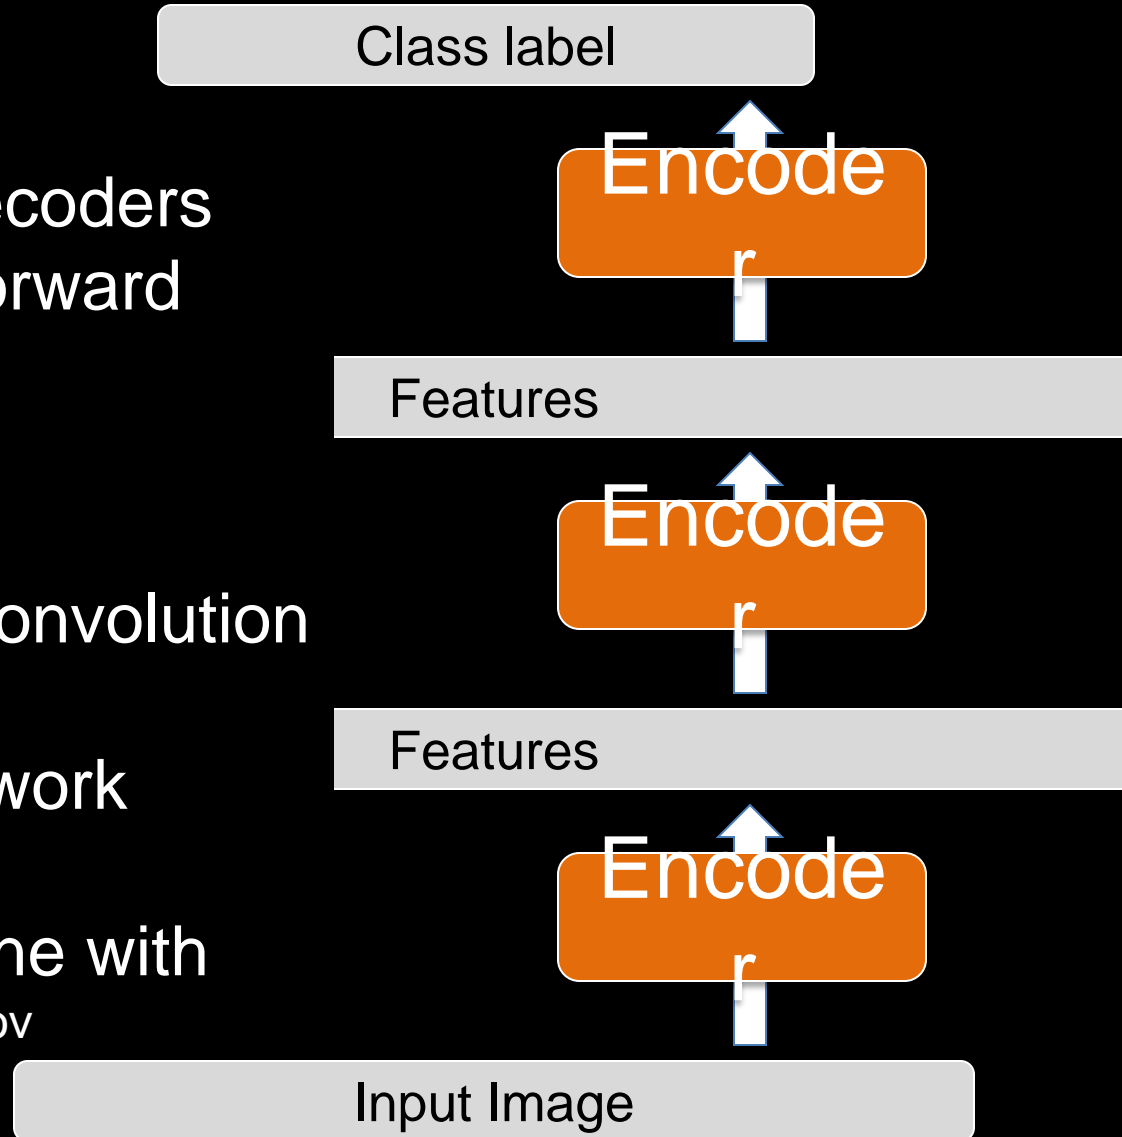 Class label
Encode
r
ecoders
orward
Features
Encode
r
onvolution
Features
work
Encode
r
ne with
ov
Input Image